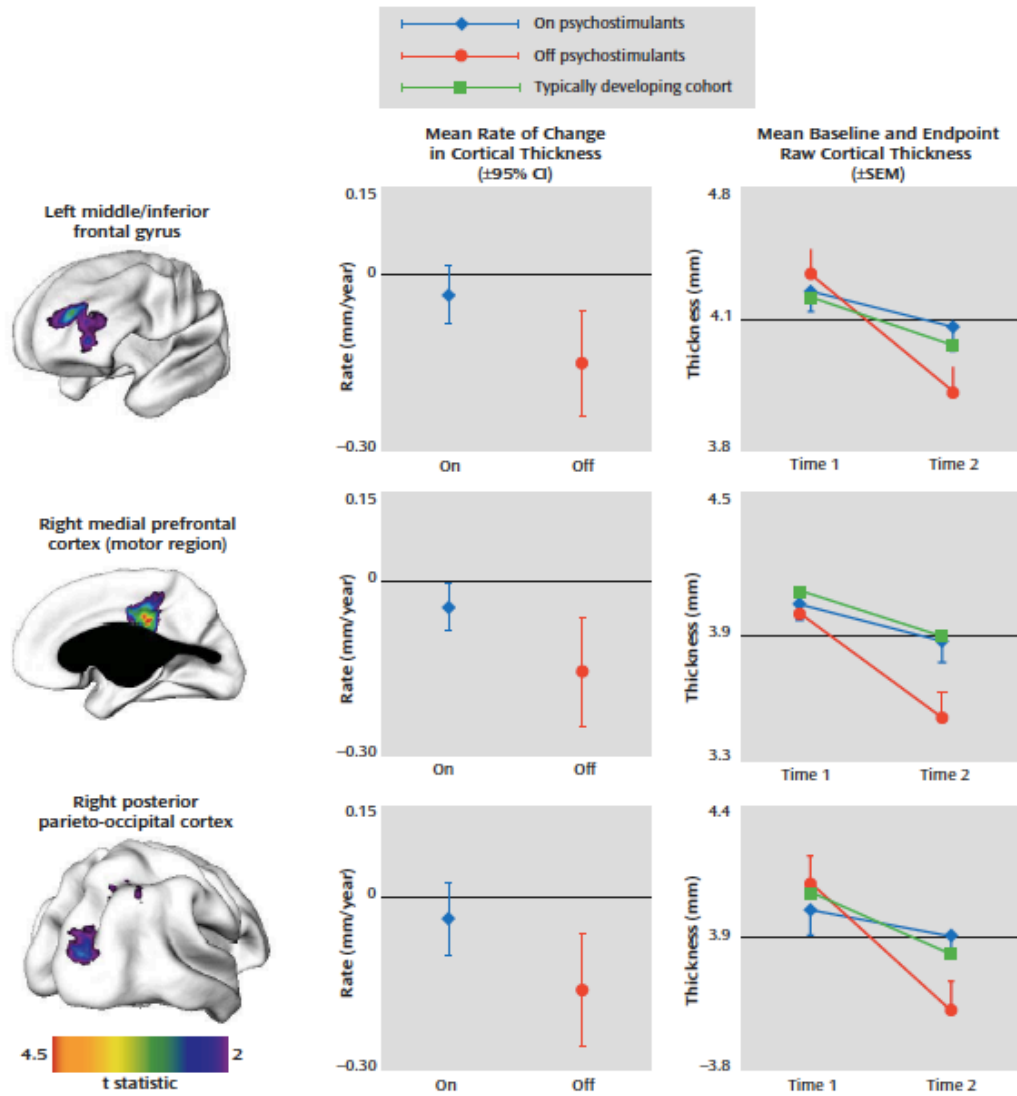 On psychostimulants
Off psychostimulants
Typically developing cohort
Mean Rate of Change
in Cortical Thickness
(±95% CI)
Mean Baseline and Endpoint
Raw Cortical Thickness
(±SEM)
Left middle/inferior
frontal gyrus
0.15
0
−0.30
Rate (mm/year)
On
Off
4.8
4.1
3.8
Thickness (mm)
Time 1
Time 2
Right medial prefrontal
cortex (motor region)
0.15
0
−0.30
Rate (mm/year)
On
Off
4.5
3.9
3.3
Thickness (mm)
Time 1
Time 2
Right posterior
parieto-occipital cortex
4.5
2
t statistic
0.15
0
−0.30
Rate (mm/year)
On
Off
4.4
3.9
−3.8
Thickness (mm)
Time 1
Time 2